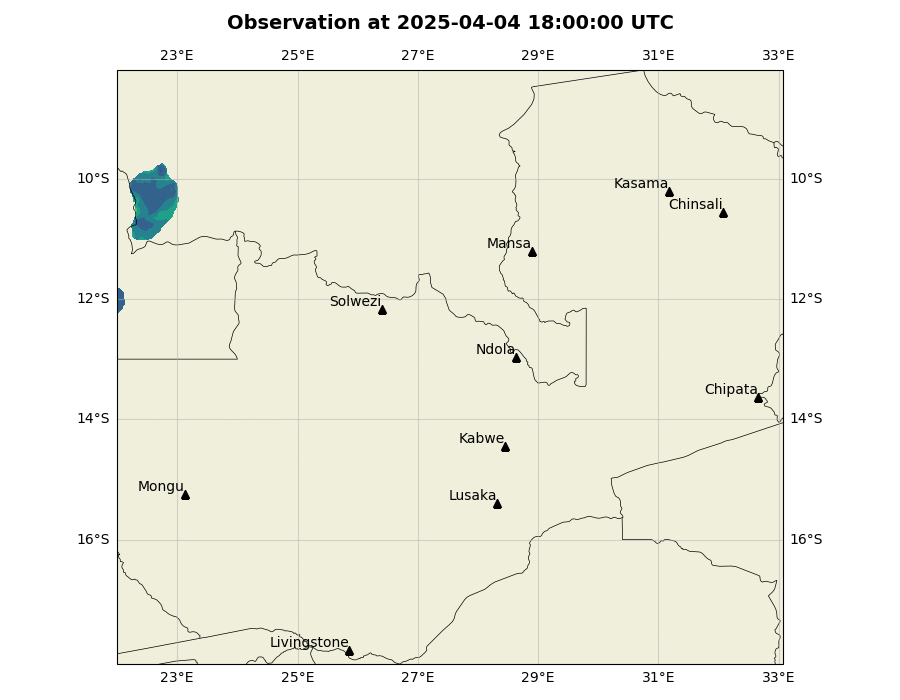 Observation at 2025-04-04 18:00:00 UTC
23°E 25°E 27°E 29°E 31°E 33°E
10°S 10°S
Kasama
Chinsali
Mansa
12°S 12°S
Solwezi
Ndola
Chipata
14°S 14°S
Kabwe
Mongu
Lusaka
16°S 16°S
Livingstone
23°E 25°E 27°E 29°E 31°E 33°E